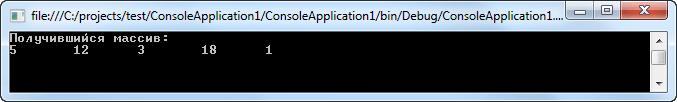 file:///C:/projects/test/ConsoleApplication1/ConsoleApplication1/bin/Debug/ConsoleApplication1....
Получившийся массив:
5 12 3 18 1